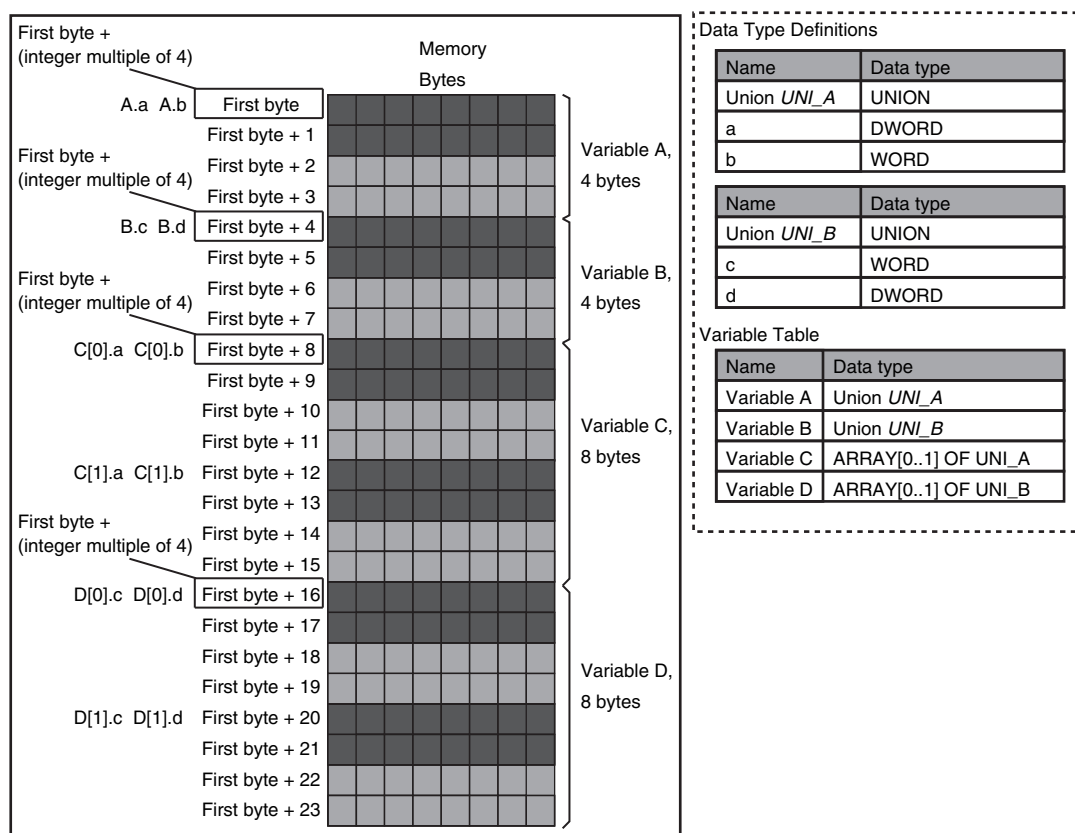 First byte +
(integer multiple of 4)
Memory
Bytes
A.a A.b First byte
First byte + 1
First byte + 2
First byte + 3
Variable A,
4 bytes
First byte +
(integer multiple of 4)
B.c B.d First byte + 4
First byte + 5
First byte + 6
First byte + 7
Variable B,
4 bytes
First byte +
(integer multiple of 4)
C[0].a C[0].b First byte + 8
First byte + 9
First byte + 10
First byte + 11
C[1].a C[1].b First byte + 12
First byte + 13
First byte + 14
First byte + 15
Variable C,
8 bytes
First byte +
(integer multiple of 4)
D[0].c D[0].d First byte + 16
First byte + 17
First byte + 18
First byte + 19
D[1].c D[1].d First byte + 20
First byte + 21
First byte + 22
First byte + 23
Variable D,
8 bytes
Data Type Definitions
Name Data type
Union UNI_A UNION
a DWORD
b WORD
Name Data type
Union UNI_B UNION
c WORD
d DWORD
Variable Table
Name Data type
Variable A Union UNI_A
Variable B Union UNI_B
Variable C ARRAY[0..1] OF UNI_A
Variable D ARRAY[0..1] OF UNI_B